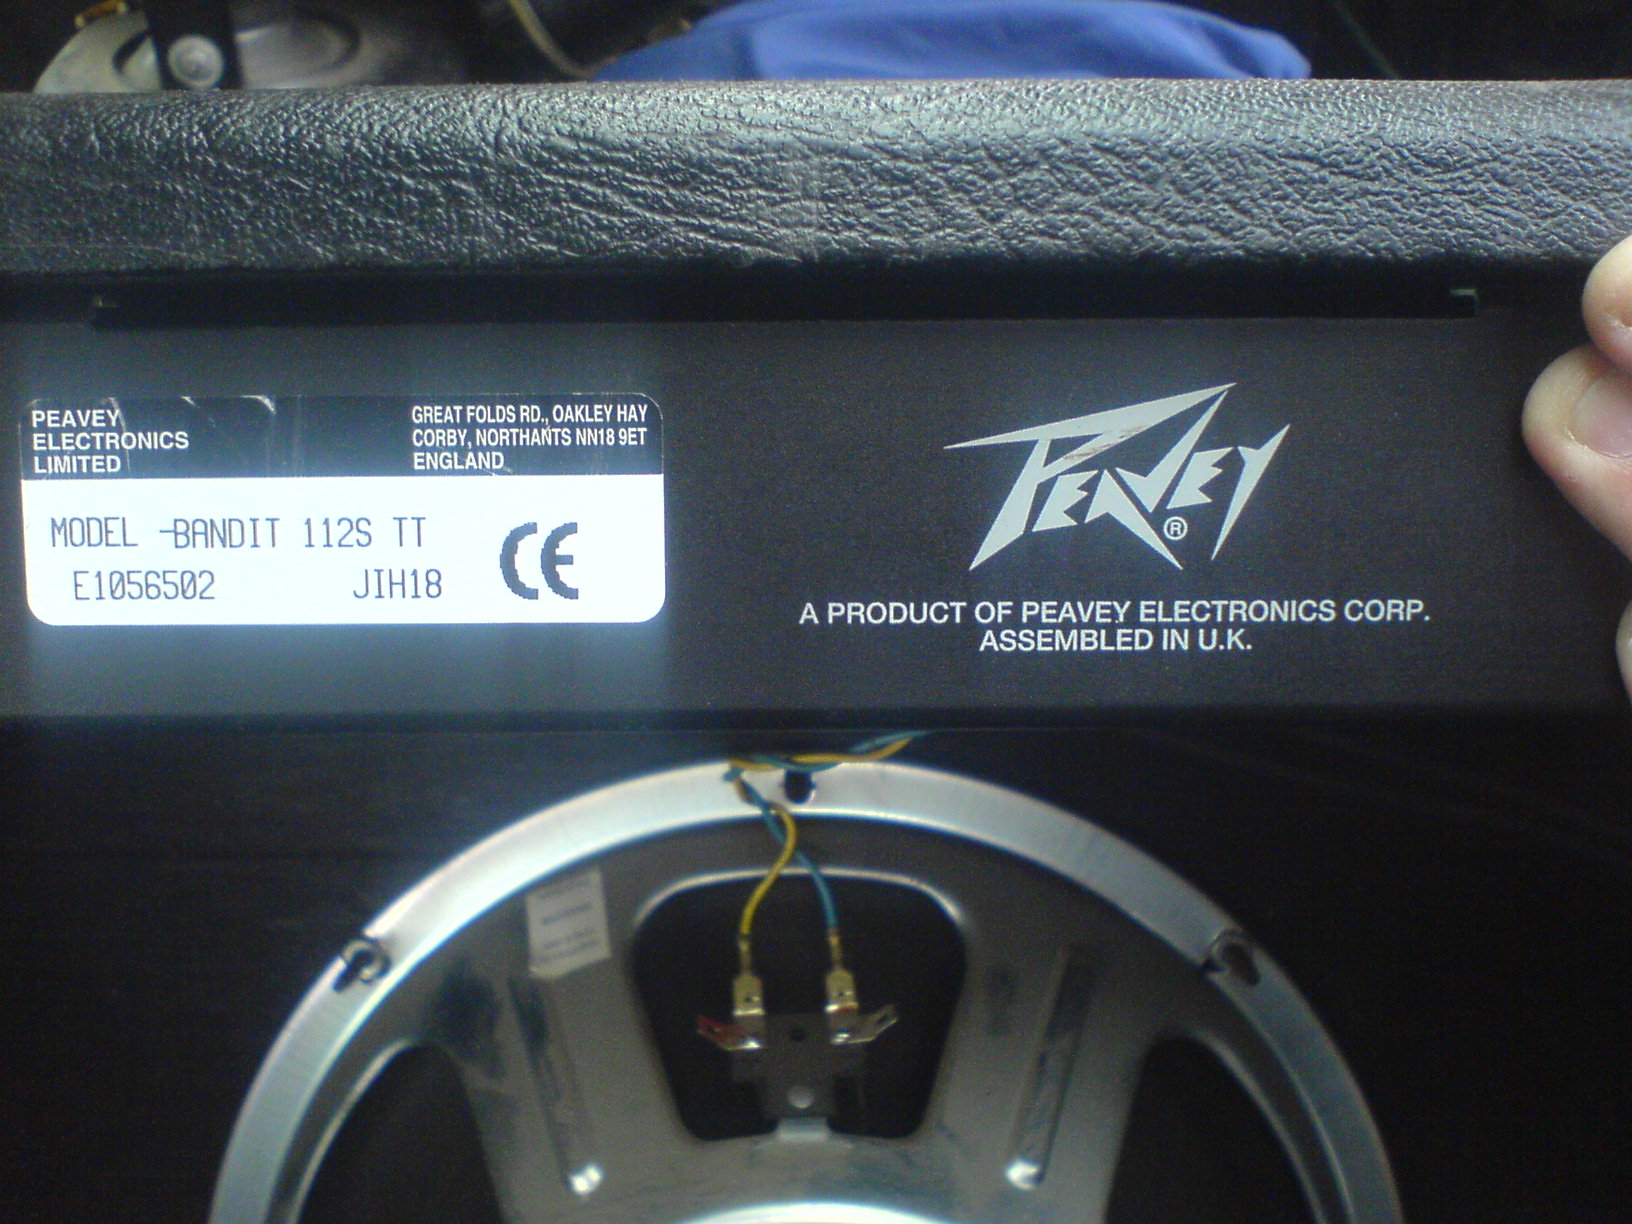 PEAVEY
ELECTRONICS
LIMITED
GREAT FOLDS RD., OAKLEY HAY
CORBY, NORTHANTS NN18 9ET
ENGLAND
MODEL -BANDIT 112S TT
E1056502 JIH18
CE
PEAVEY ®
A PRODUCT OF PEAVEY ELECTRONICS CORP.
ASSEMBLED IN U.K.